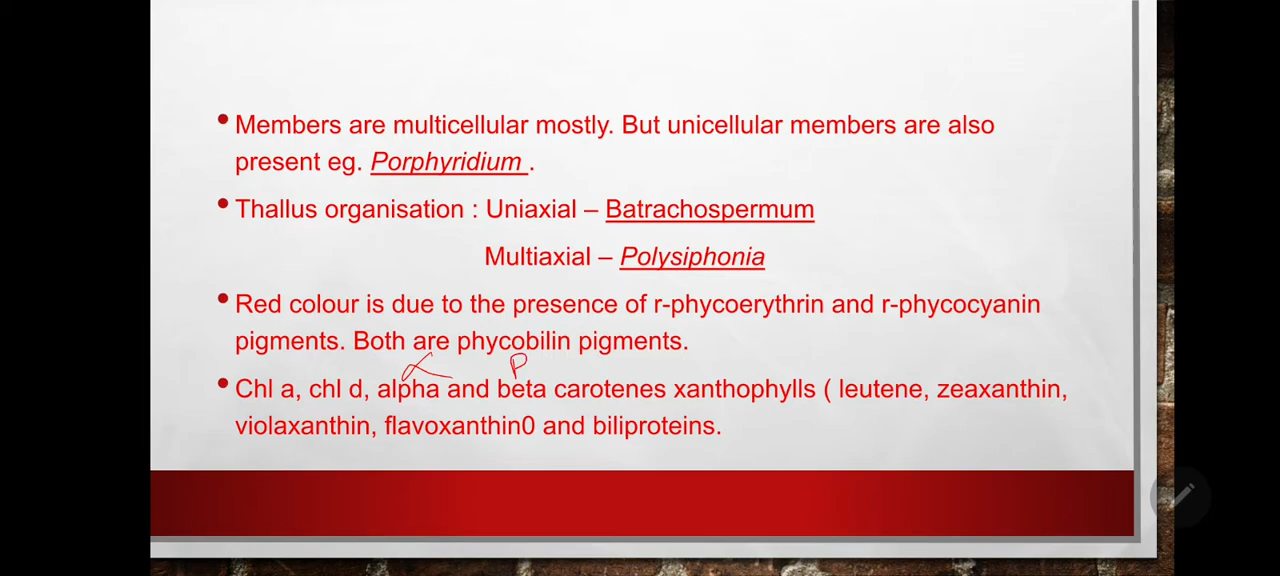 • Members are multicellular mostly. But unicellular members are also
present eg. Porphyridium .
• Thallus organisation : Uniaxial – Batrachospermum
Multiaxial – Polysiphonia
• Red colour is due to the presence of r-phycoerythrin and r-phycocyanin
pigments. Both are phycobilin pigments.
α β
• Chl a, chl d, alpha and beta carotenes xanthophylls ( leutene, zeaxanthin,
violaxanthin, flavoxanthin0 and biliproteins.